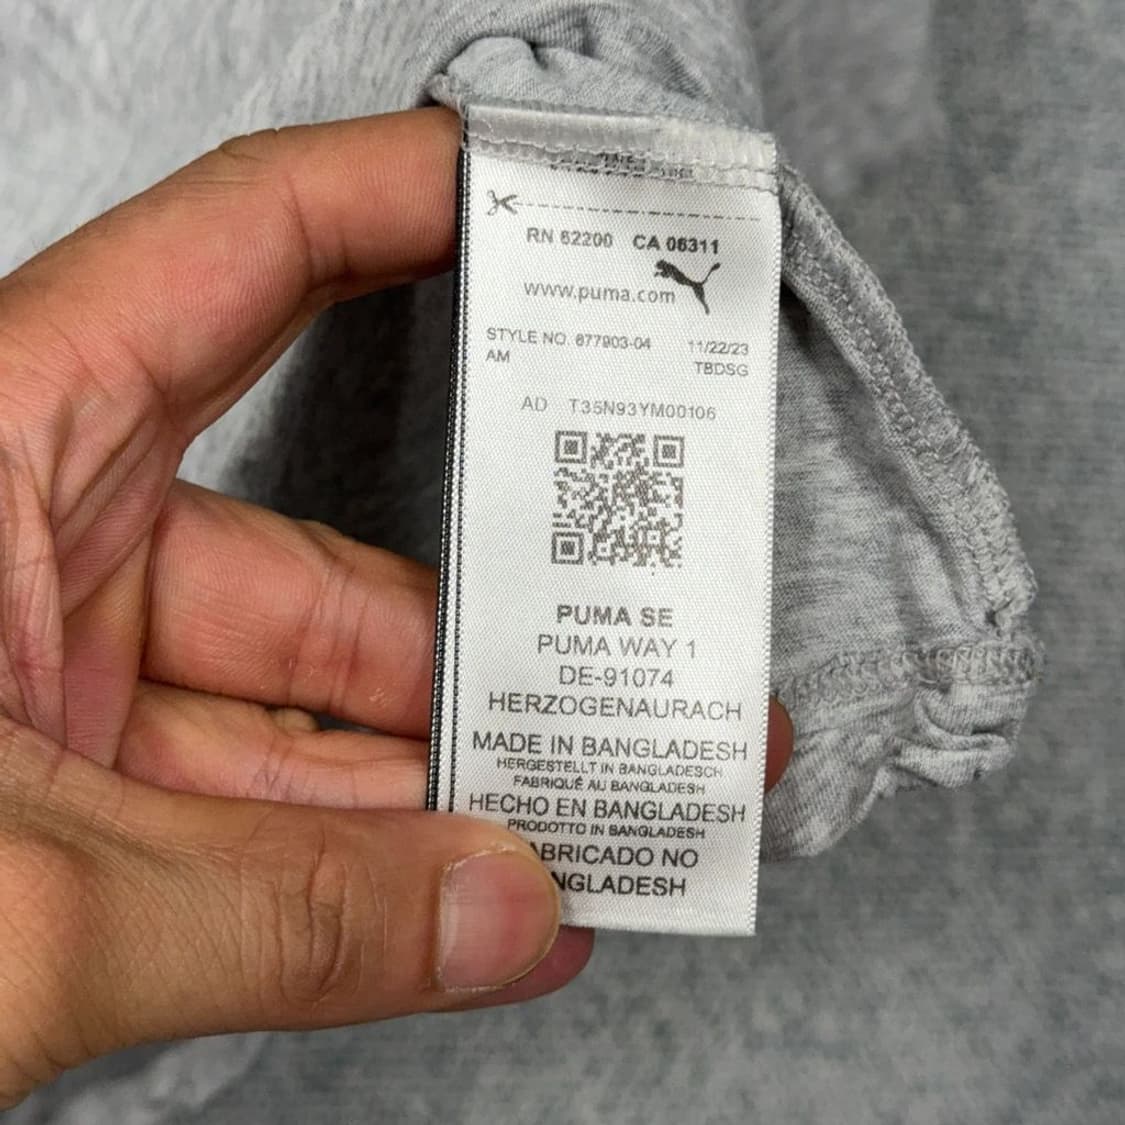 RN 62200 CA 06311
www.puma.com
STYLE NO. 677903-04 11/22/23
AM TBDSG
AD T35N93YM00106
PUMA SE
PUMA WAY 1
DE-91074
HERZOGENAURACH
MADE IN BANGLADESH
HERGESTELLT IN BANGLADESCH
FABRIQUÉ AU BANGLADESH
HECHO EN BANGLADESH
PRODOTTO IN BANGLADESH
ABRICADO NO
NGLADESH